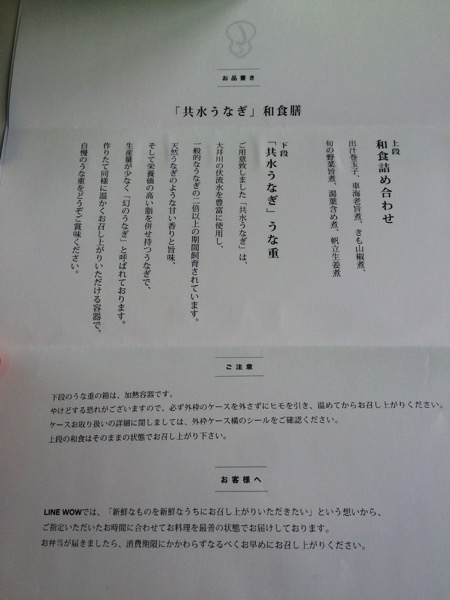 お品書き
「共水うなぎ」和食膳
上段
和食詰め合わせ
出汁巻玉子、車海老旨煮、きも山椒煮、
旬の野菜旨煮、湯葉含め煮、帆立生姜煮
下段
「共水うなぎ」うな重
ご用意致しました「共水うなぎ」は、
大井川の伏流水を豊富に使用し、
一般的なうなぎの二倍以上の期間飼育されています。
天然うなぎのような甘い香りと旨味、
そして栄養価の高い脂を併せ持つうなぎで、
生産量が少なく「幻のうなぎ」と呼ばれております。
作りたて同様に温かくお召し上がりいただける容器で、
自慢のうな重をどうぞご賞味ください。
ご注意
下段のうな重の箱は、加熱容器です。
やけどする恐れがございますので、必ず外枠のケースを外さずにヒモを引き、温めてからお召し上がりください。
ケースお取り扱いの詳細に関しましては、外枠ケース横のシールをご確認ください。
上段の和食はそのままの状態でお召し上がり下さい。
お客様へ
LINE WOWでは、「新鮮なものを新鮮なうちにお召し上がりいただきたい」という想いから、
ご指定いただいたお時間に合わせてお料理を最善の状態でお届けしております。
お弁当が届きましたら、消費期限にかかわらずなるべくお早めにお召し上がりください。